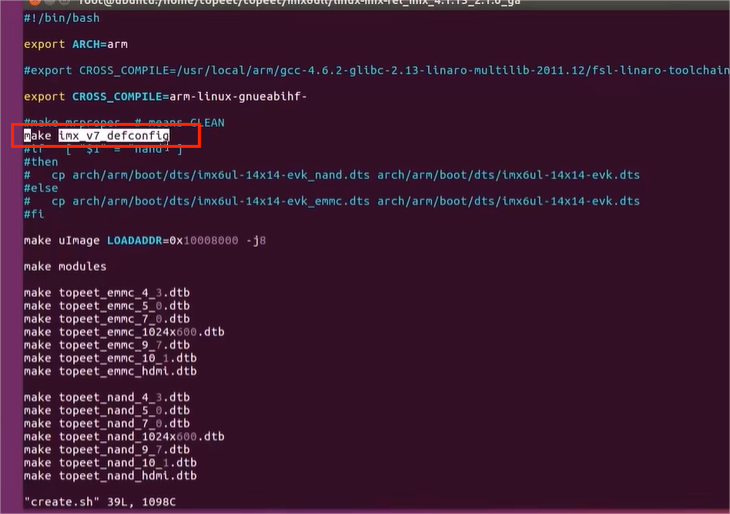 root@ubuntu: /home/topeet/topeet/imx6ull/linux-imx-rel_imx_4.1.15_2.1.0_ga
#!/bin/bash
export ARCH=arm
#export CROSS_COMPILE=/usr/local/arm/gcc-4.6.2-glibc-2.13-linaro-multilib-2011.12/fsl-linaro-toolchain
export CROSS_COMPILE=arm-linux-gnueabihf-
#make mrproper # means CLEAN
make imx_v7_defconfig
#if [ "$1" = "nand" ]
#then
# cp arch/arm/boot/dts/imx6ul-14x14-evk_nand.dts arch/arm/boot/dts/imx6ul-14x14-evk.dts
#else
# cp arch/arm/boot/dts/imx6ul-14x14-evk_emmc.dts arch/arm/boot/dts/imx6ul-14x14-evk.dts
#fi
make uImage LOADADDR=0x10008000 -j8
make modules
make topeet_emmc_4_3.dtb
make topeet_emmc_5_0.dtb
make topeet_emmc_7_0.dtb
make topeet_emmc_1024x600.dtb
make topeet_emmc_9_7.dtb
make topeet_emmc_10_1.dtb
make topeet_emmc_hdmi.dtb
make topeet_nand_4_3.dtb
make topeet_nand_5_0.dtb
make topeet_nand_7_0.dtb
make topeet_nand_1024x600.dtb
make topeet_nand_9_7.dtb
make topeet_nand_10_1.dtb
make topeet_nand_hdmi.dtb
"create.sh" 39L, 1098C